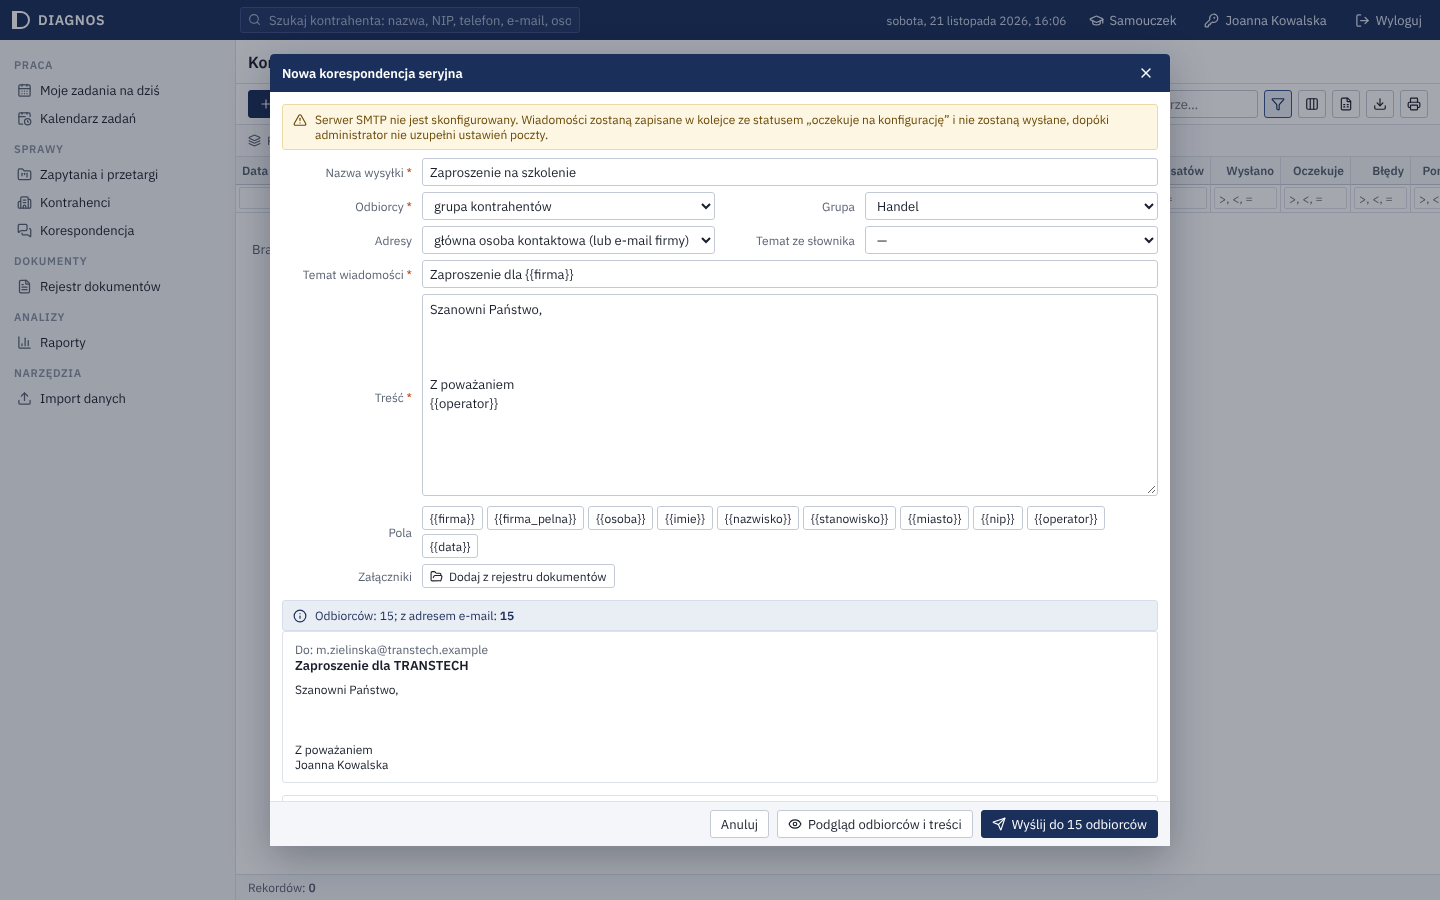 DIAGNOS
Szukaj kontrahenta: nazwa, NIP, telefon, e-mail, oso
sobota, 21 listopada 2026, 16:06
Samouczek
Joanna Kowalska
Wyloguj
PRACA
Moje zadania na dziś
Kalendarz zadań
SPRAWY
Zapytania i przetargi
Kontrahenci
Korespondencja
DOKUMENTY
Rejestr dokumentów
ANALIZY
Raporty
NARZĘDZIA
Import danych
Data
Wysłano
Oczekuje
Błędy
>, <, =
>, <, =
>, <, =
Rekordów: 0
Nowa korespondencja seryjna
Serwer SMTP nie jest skonfigurowany. Wiadomości zostaną zapisane w kolejce ze statusem „oczekuje na konfigurację” i nie zostaną wysłane, dopóki
administrator nie uzupełni ustawień poczty.
Nazwa wysyłki * Zaproszenie na szkolenie
Odbiorcy * grupa kontrahentów Grupa Handel
Adresy główna osoba kontaktowa (lub e-mail firmy) Temat ze słownika —
Temat wiadomości * Zaproszenie dla {{firma}}
Treść *
Szanowni Państwo,
Z poważaniem
{{operator}}
Pola
{{firma}} {{firma_pelna}} {{osoba}} {{imie}} {{nazwisko}} {{stanowisko}} {{miasto}} {{nip}} {{operator}}
{{data}}
Załączniki Dodaj z rejestru dokumentów
Odbiorców: 15; z adresem e-mail: 15
Do: m.zielinska@transtech.example
Zaproszenie dla TRANSTECH
Szanowni Państwo,
Z poważaniem
Joanna Kowalska
Anuluj
Podgląd odbiorców i treści
Wyślij do 15 odbiorców